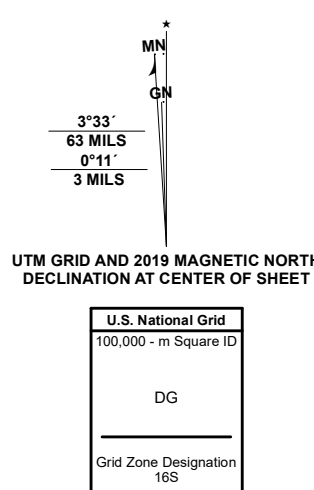 MN
GN
3°33´
63 MILS
0°11´
3 MILS
UTM GRID AND 2019 MAGNETIC NORTH
DECLINATION AT CENTER OF SHEET
U.S. National Grid
100,000 - m Square ID
DG
Grid Zone Designation
16S